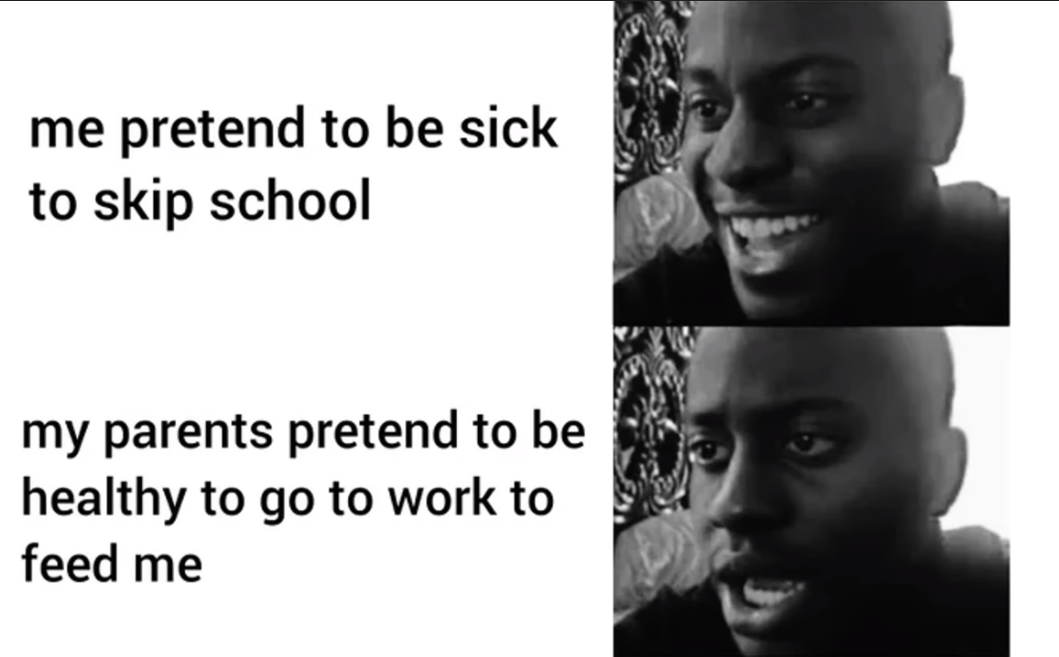 me pretend to be sick
to skip school
my parents pretend to be
healthy to go to work to
feed me